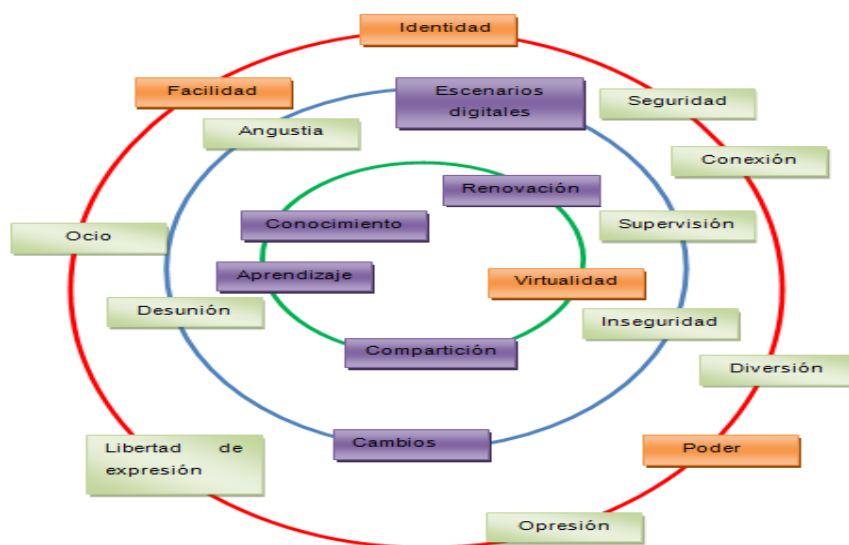 Identidad
Facilidad
Escenarios
digitales
Seguridad
Angustia
Conexión
Renovación
Conocimiento
Supervisión
Ocio
Aprendizaje
Virtualidad
Desunión
Inseguridad
Compartición
Diversión
Cambios
Libertad de
expresión
Poder
Opresión